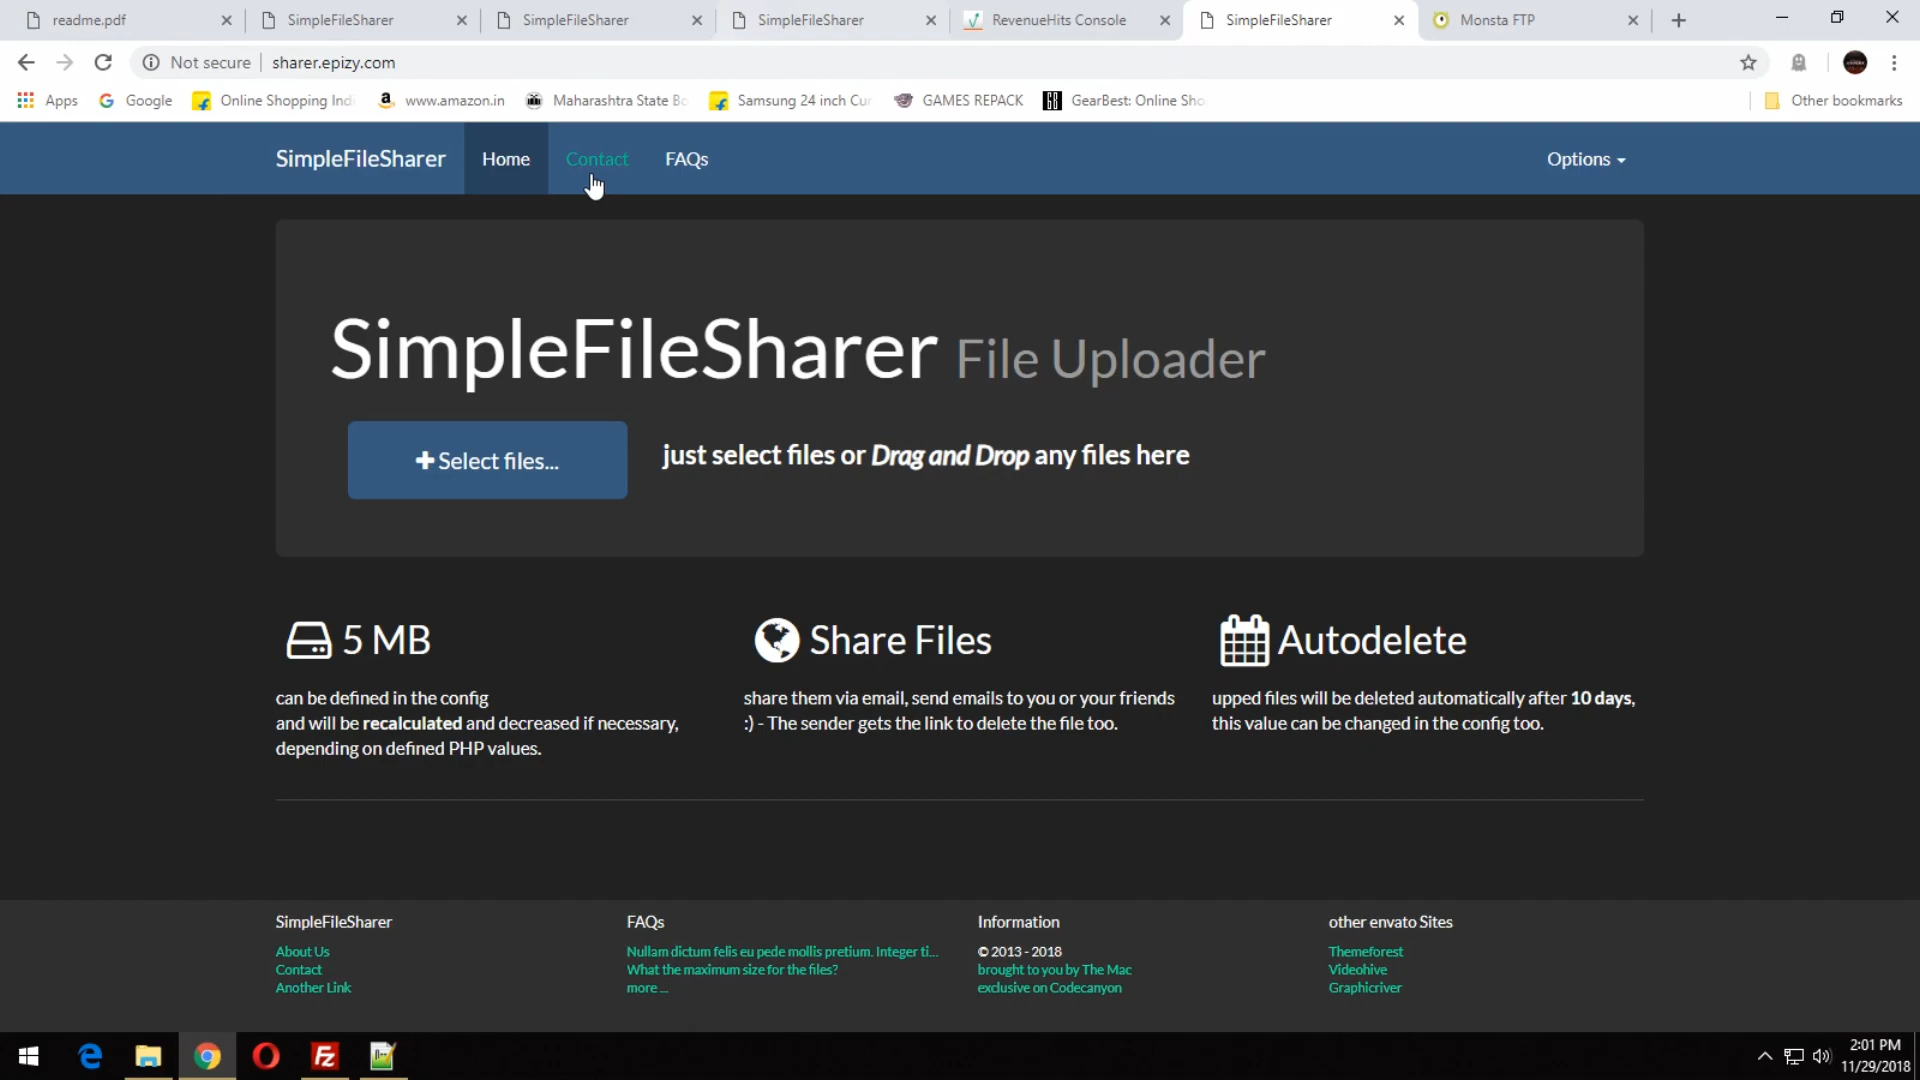 readme.pdf
SimpleFileSharer
SimpleFileSharer
SimpleFileSharer
RevenueHits Console
SimpleFileSharer
Monsta FTP
Not secure
sharer.epizy.com
Apps
Google
Online Shopping Indi
www.amazon.in
Maharashtra State Bo
Samsung 24 inch Cur
GAMES REPACK
GearBest: Online Sho
Other bookmarks
SimpleFileSharer
Home
Contact
FAQs
Options
SimpleFileSharer File Uploader
Select files...
just select files or Drag and Drop any files here
5 MB
can be defined in the config
and will be recalculated and decreased if necessary,
depending on defined PHP values.
Share Files
share them via email, send emails to you or your friends
:) - The sender gets the link to delete the file too.
Autodelete
upped files will be deleted automatically after 10 days,
this value can be changed in the config too.
SimpleFileSharer
About Us
Contact
Another Link
FAQs
Nullam dictum felis eu pede mollis pretium. Integer ti...
What the maximum size for the files?
more ...
Information
© 2013 - 2018
brought to you by The Mac
exclusive on Codecanyon
other envato Sites
Themeforest
Videohive
Graphicriver
2:01 PM
11/29/2018